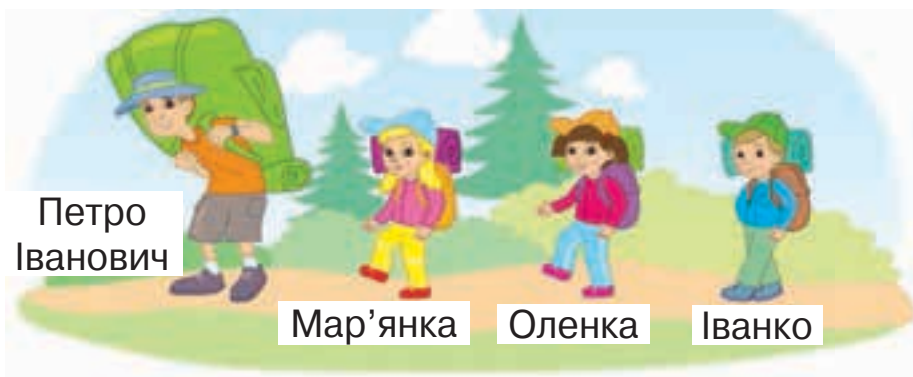 Петро
Іванович
Мар’янка
Оленка
Іванко